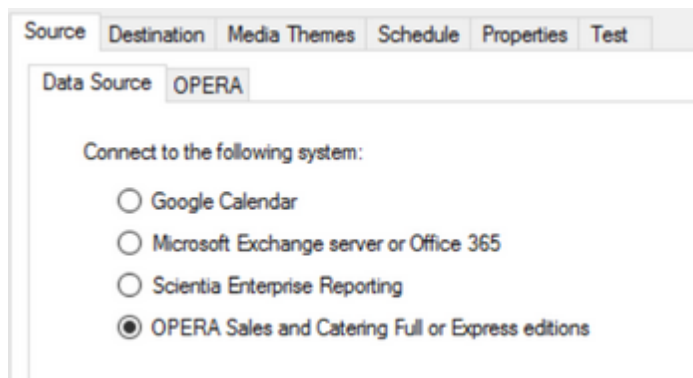 Source Destination Media Themes Schedule Properties Test
Data Source OPERA
Connect to the following system:
Google Calendar
Microsoft Exchange server or Office 365
Scientia Enterprise Reporting
OPERA Sales and Catering Full or Express editions